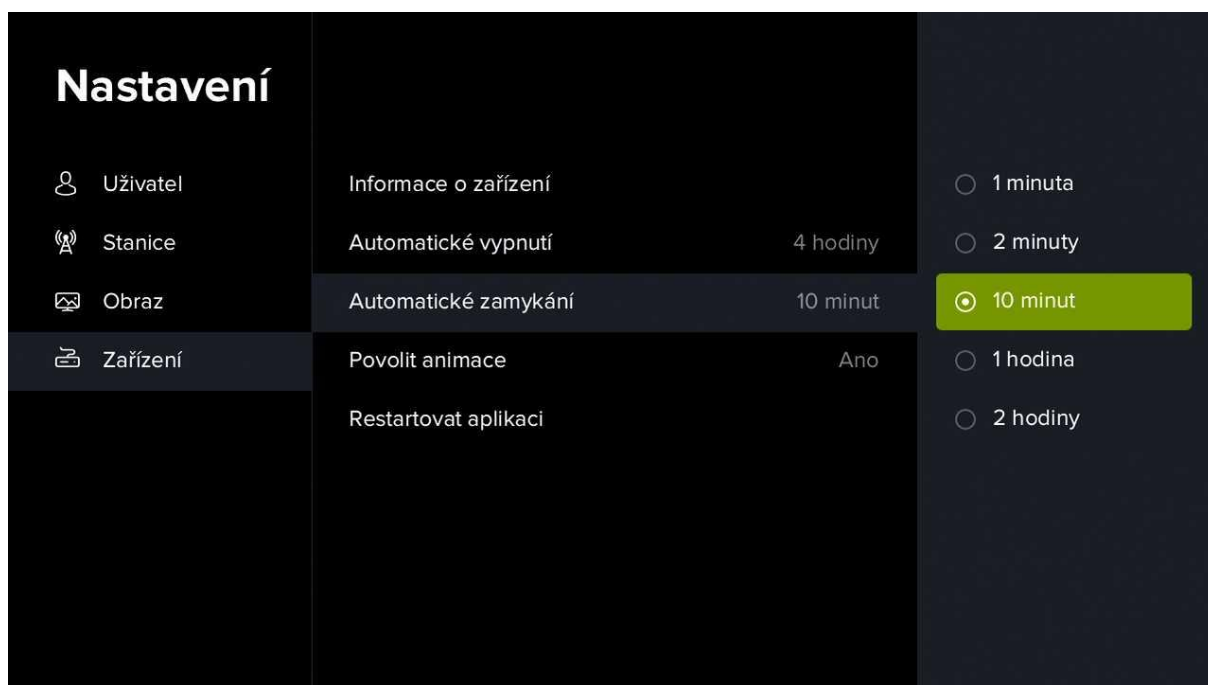 Nastavení
Uživatel
Stanice
Obraz
Zařízení
Informace o zařízení
Automatické vypnutí 4 hodiny
Automatické zamykání 10 minut
Povolit animace Ano
Restartovat aplikaci
1 minuta
2 minuty
10 minut
1 hodina
2 hodiny